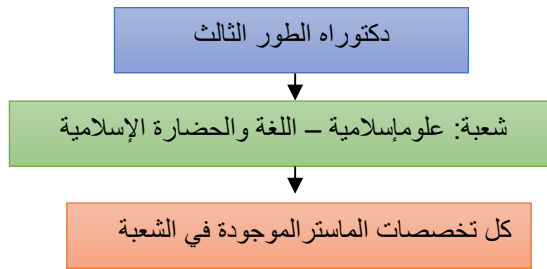 دكتوراه الطور الثالث
شعبة: علومإسلامية – اللغة والحضارة الإسلامية
كل تخصصات الماسترالموجودة في الشعبة